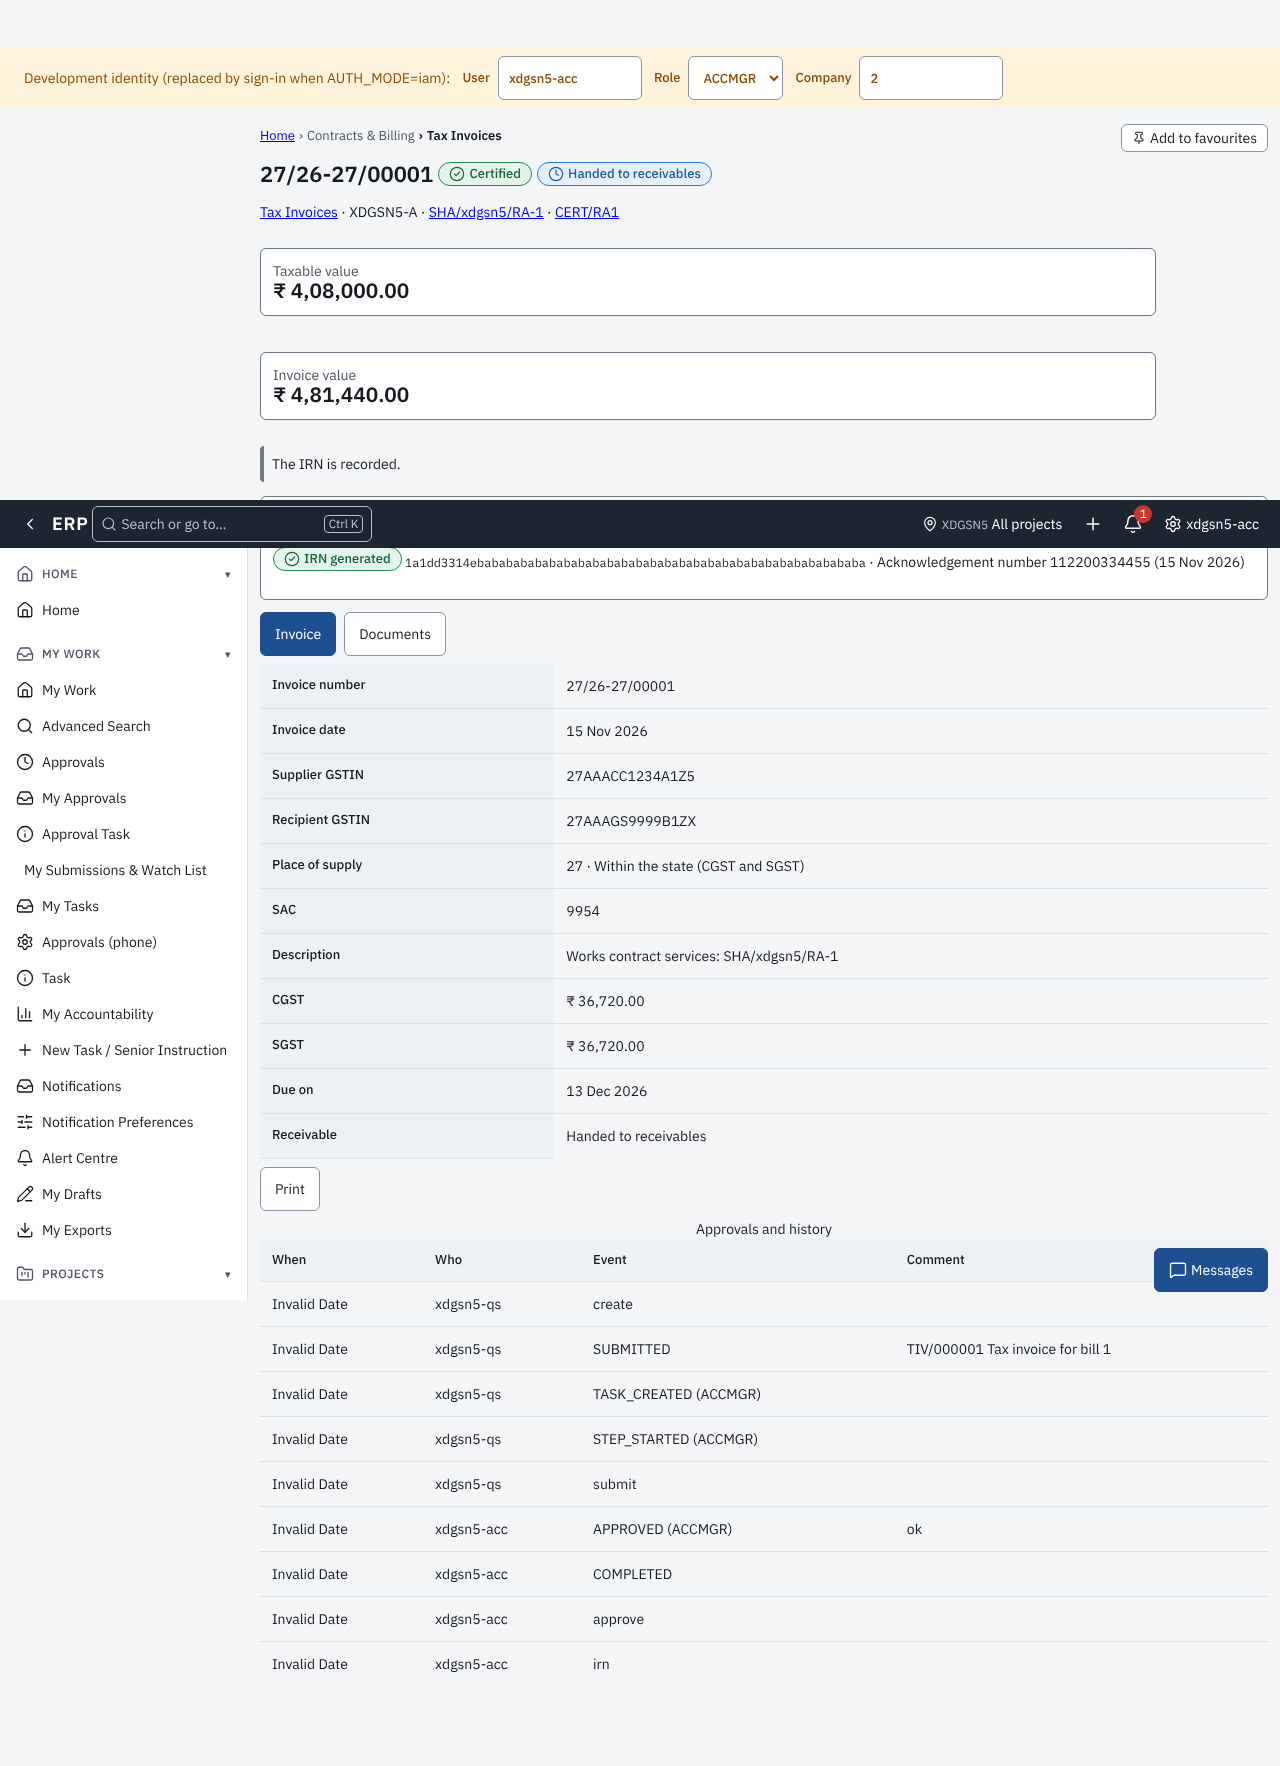 Development identity (replaced by sign-in when AUTH_MODE=iam): User xdgsn5-acc Role ACCMGR Company 2
Home › Contracts & Billing › Tax Invoices
Add to favourites
27/26-27/00001 Certified Handed to receivables
Tax Invoices · XDGSN5-A · SHA/xdgsn5/RA-1 · CERT/RA1
Taxable value
₹ 4,08,000.00
Invoice value
₹ 4,81,440.00
The IRN is recorded.
ERP Search or go to... Ctrl K XDGSN5 All projects 1 xdgsn5-acc
IRN generated · Acknowledgement number 112200334455 (15 Nov 2026)
HOME
Home
MY WORK
My Work
Advanced Search
Approvals
My Approvals
Approval Task
My Submissions & Watch List
My Tasks
Approvals (phone)
Task
My Accountability
New Task / Senior Instruction
Notifications
Notification Preferences
Alert Centre
My Drafts
My Exports
PROJECTS
Invoice Documents
Invoice number 27/26-27/00001
Invoice date 15 Nov 2026
Supplier GSTIN 27AAACC1234A1Z5
Recipient GSTIN 27AAAGS9999B1ZX
Place of supply 27 · Within the state (CGST and SGST)
SAC 9954
Description Works contract services: SHA/xdgsn5/RA-1
CGST ₹ 36,720.00
SGST ₹ 36,720.00
Due on 13 Dec 2026
Receivable Handed to receivables
Print
Approvals and history
When Who Event Comment
Messages
Invalid Date xdgsn5-qs create
Invalid Date xdgsn5-qs SUBMITTED TIV/000001 Tax invoice for bill 1
Invalid Date xdgsn5-qs TASK_CREATED (ACCMGR)
Invalid Date xdgsn5-qs STEP_STARTED (ACCMGR)
Invalid Date xdgsn5-qs submit
Invalid Date xdgsn5-acc APPROVED (ACCMGR) ok
Invalid Date xdgsn5-acc COMPLETED
Invalid Date xdgsn5-acc approve
Invalid Date xdgsn5-acc irn